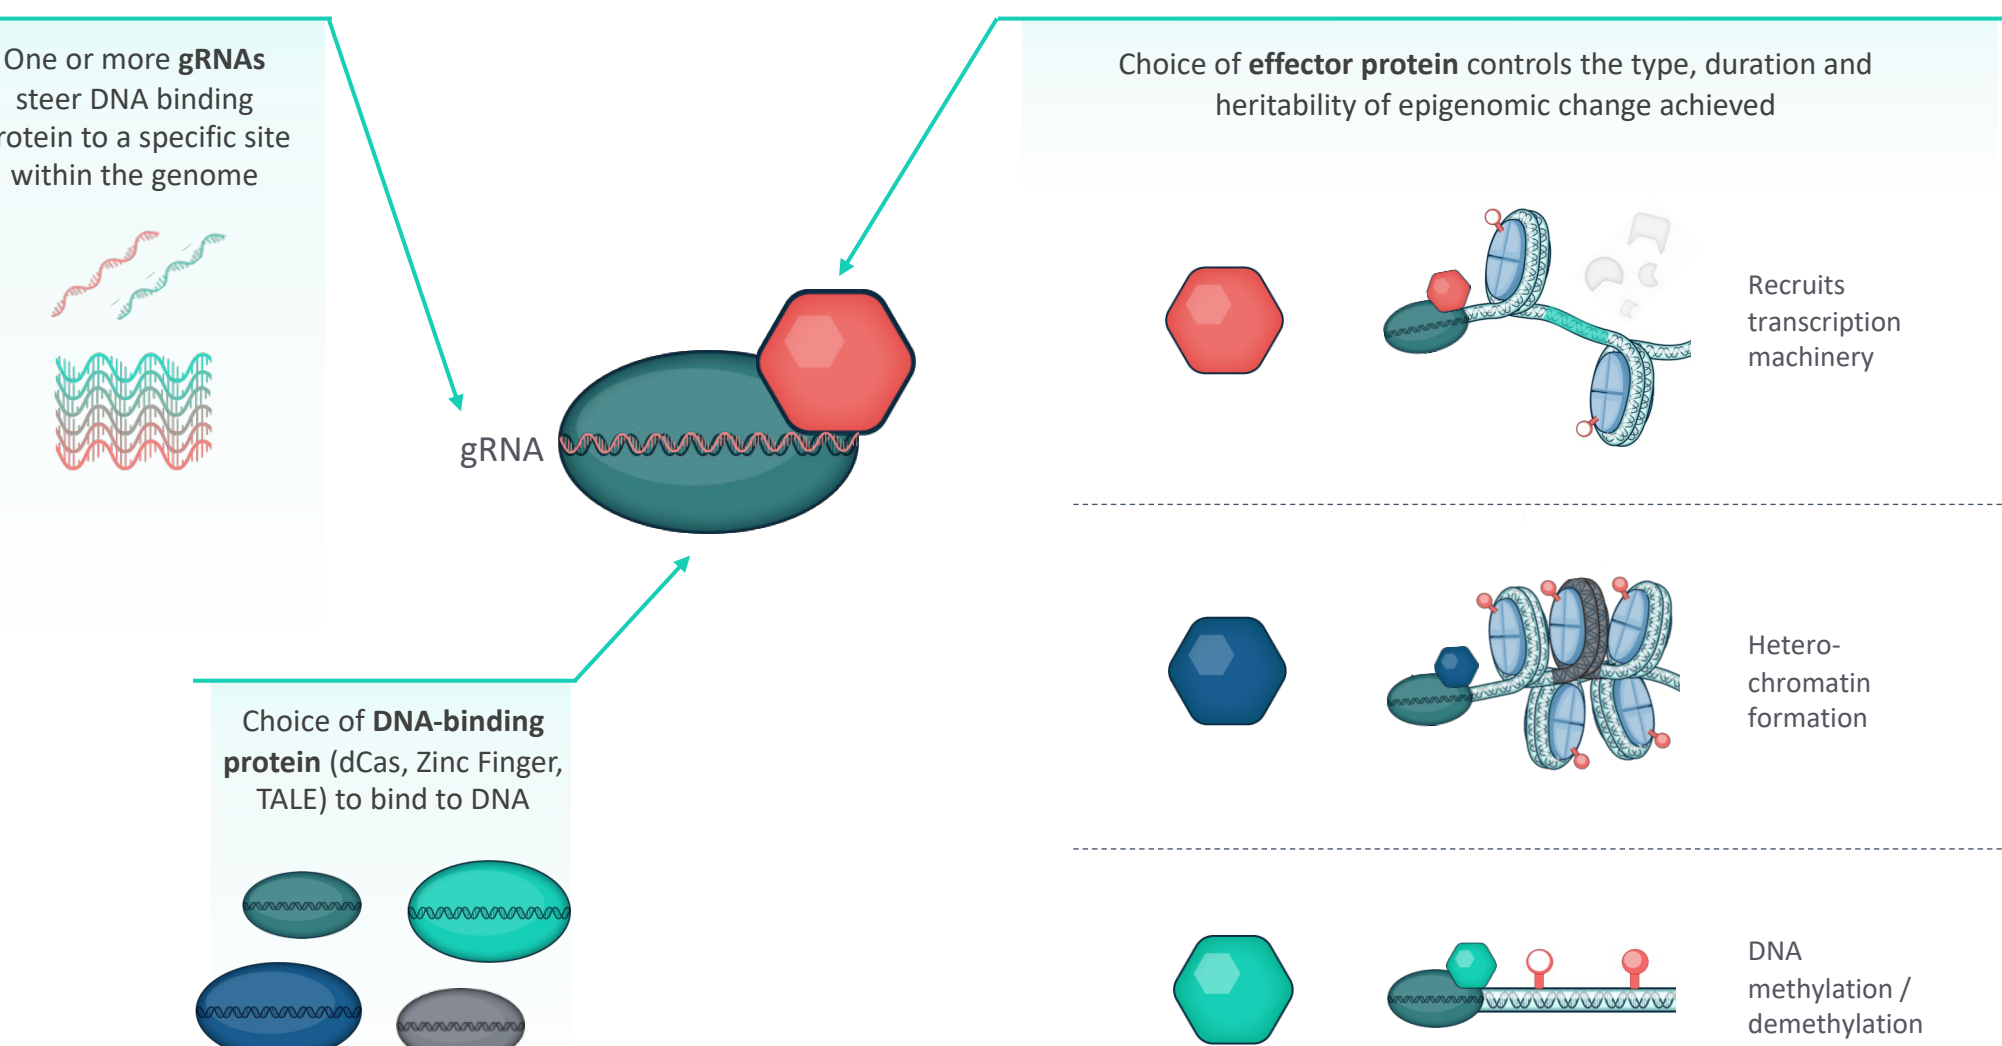 One or more gRNAs
steer DNA binding
rotein to a specific site
within the genome
gRNA
Choice of DNA-binding
protein (dCas, Zinc Finger,
TALE) to bind to DNA
Choice of effector protein controls the type, duration and
heritability of epigenomic change achieved
Recruits
transcription
machinery
Hetero-
chromatin
formation
DNA
methylation /
demethylation